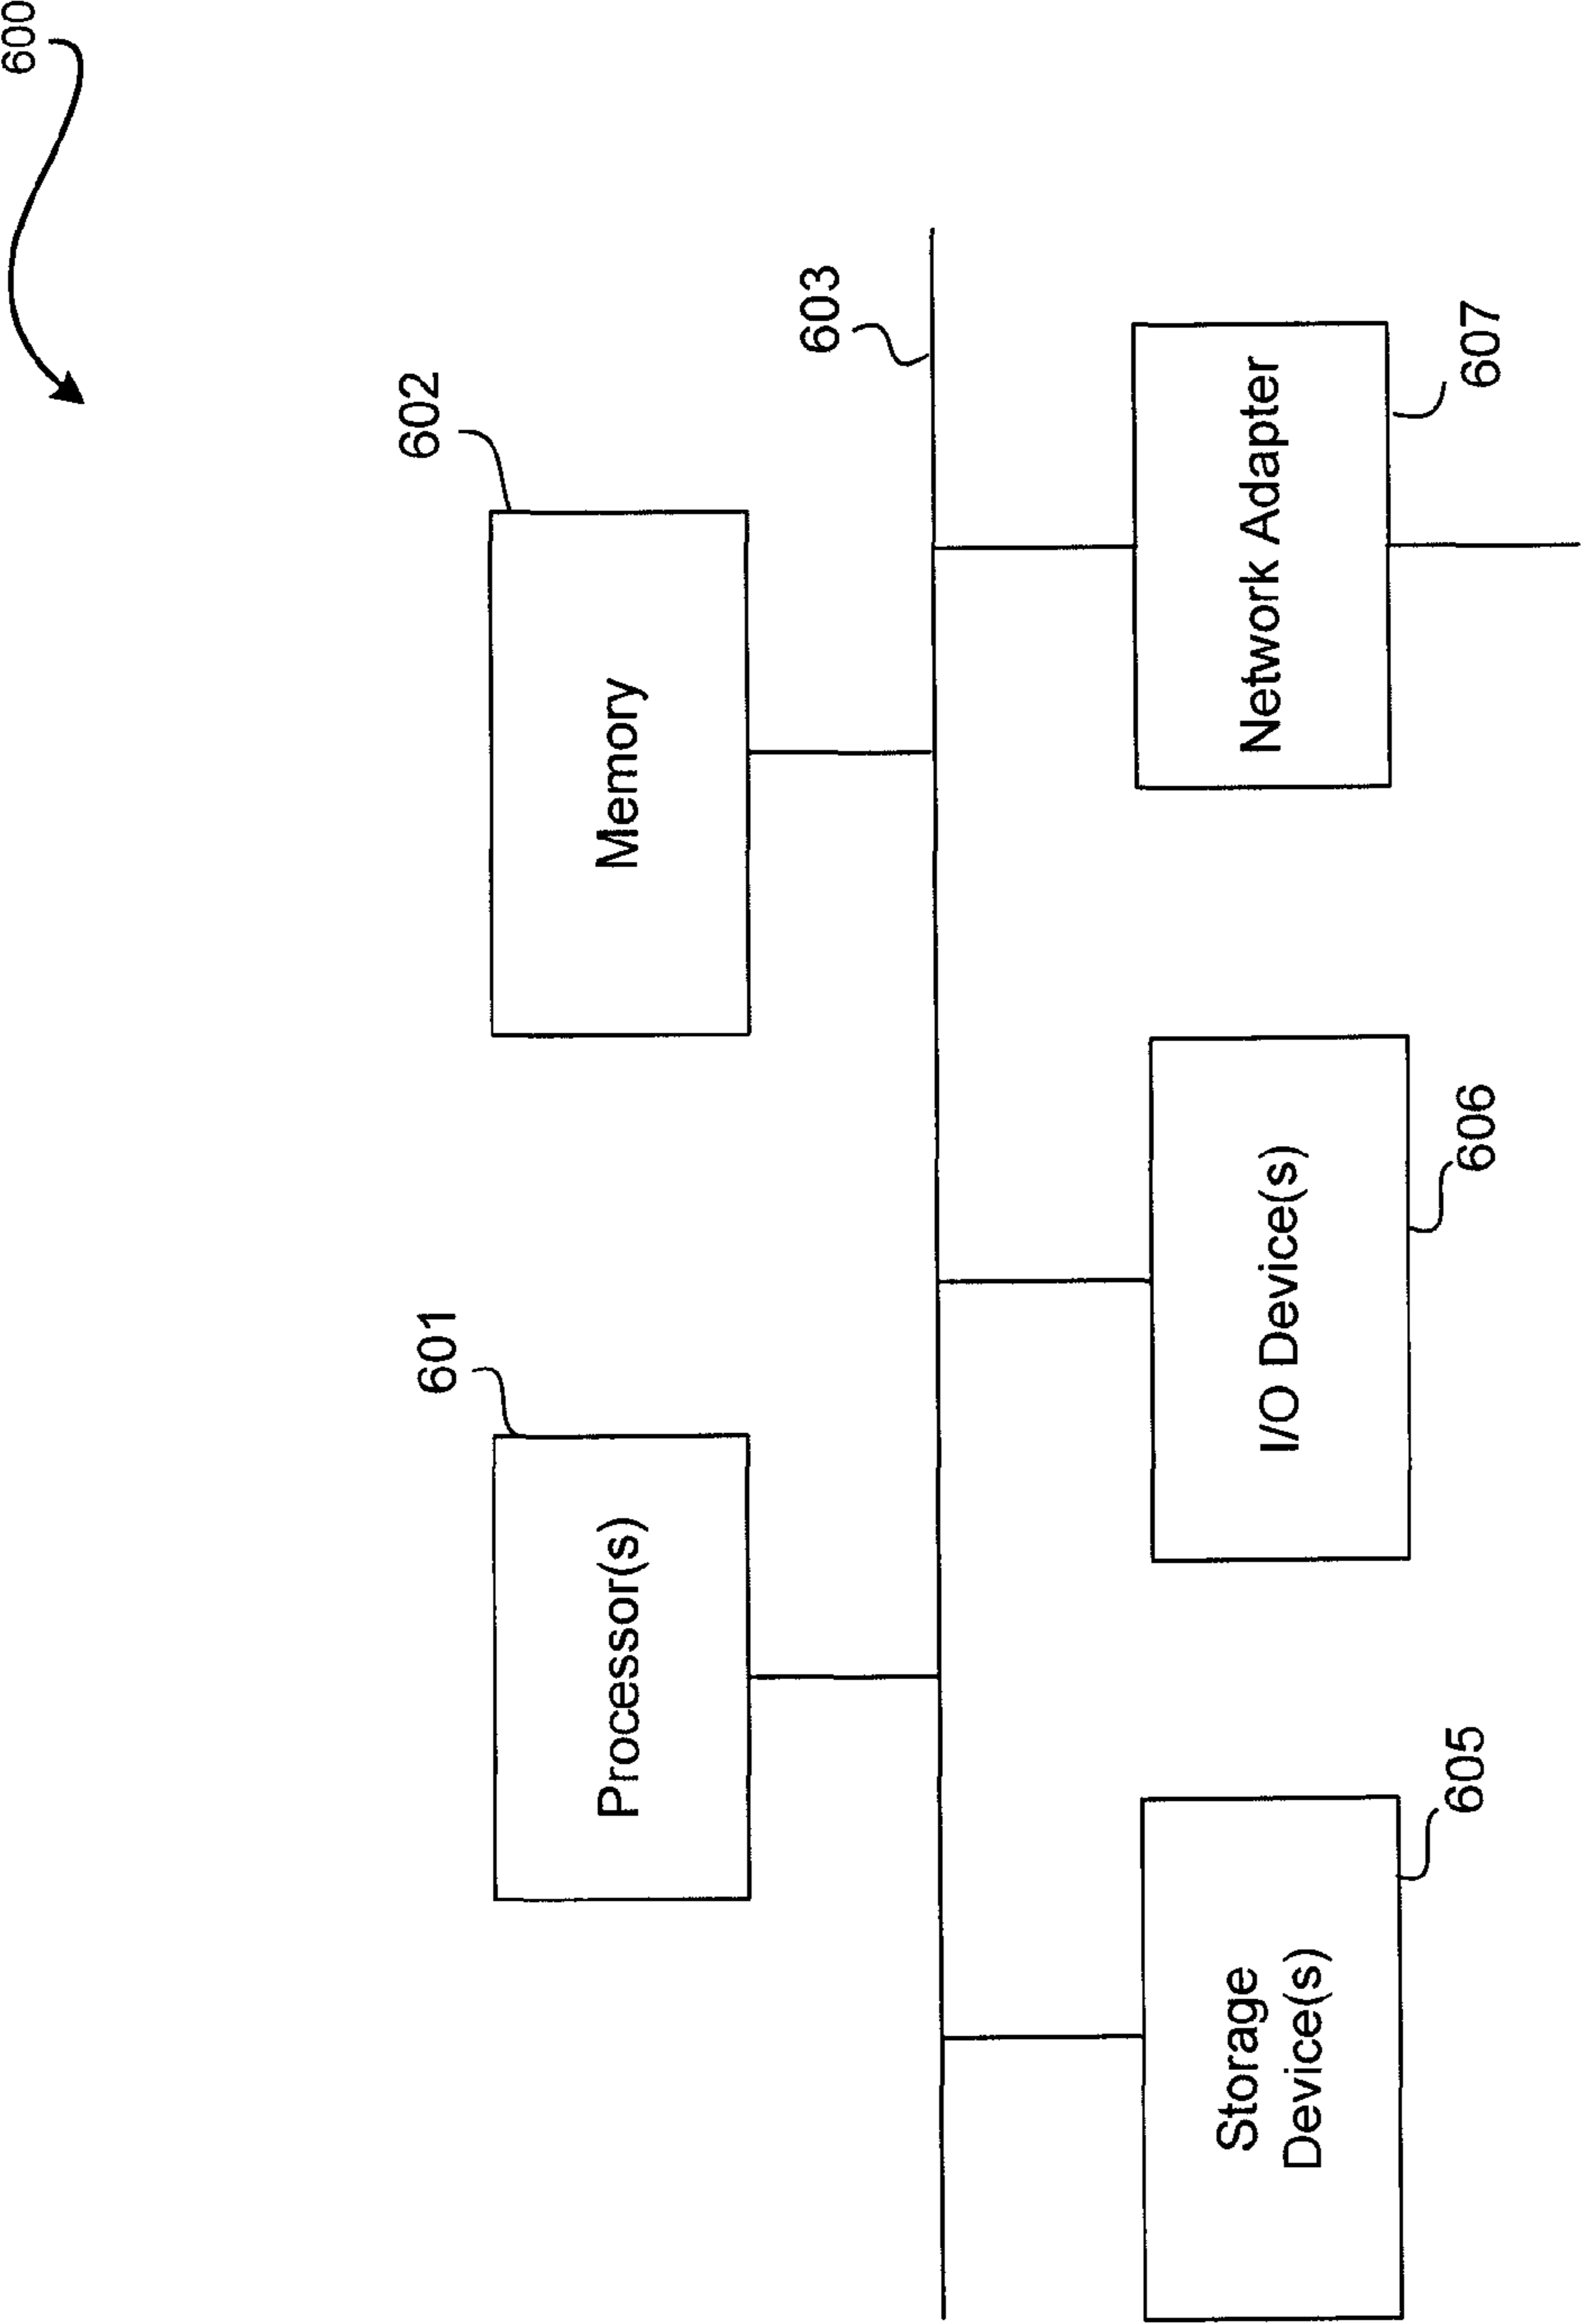 600
602
601
Memory
Processor(s)
603
Storage
Device(s)
I/O Device(s)
Network Adapter
605
606
607